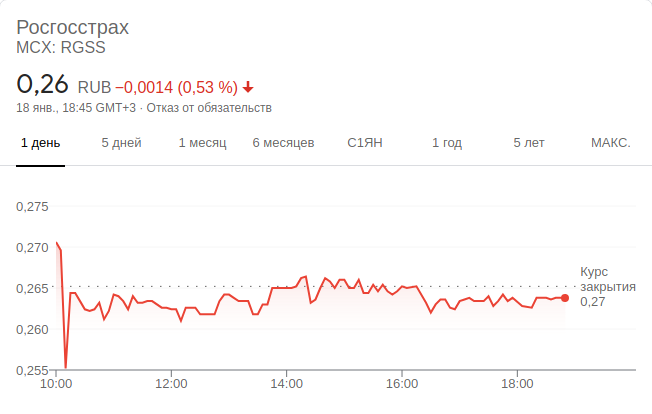 Росгосстрах
MCX: RGSS
0,26 RUB −0,0014 (0,53 %)
18 янв., 18:45 GMT+3 · Отказ от обязательств
1 день 5 дней 1 месяц 6 месяцев С1ЯН 1 год 5 лет МАКС.
0,275
0,270
0,265
0,260
0,255
Курс
закрытия
0,27
10:00 12:00 14:00 16:00 18:00